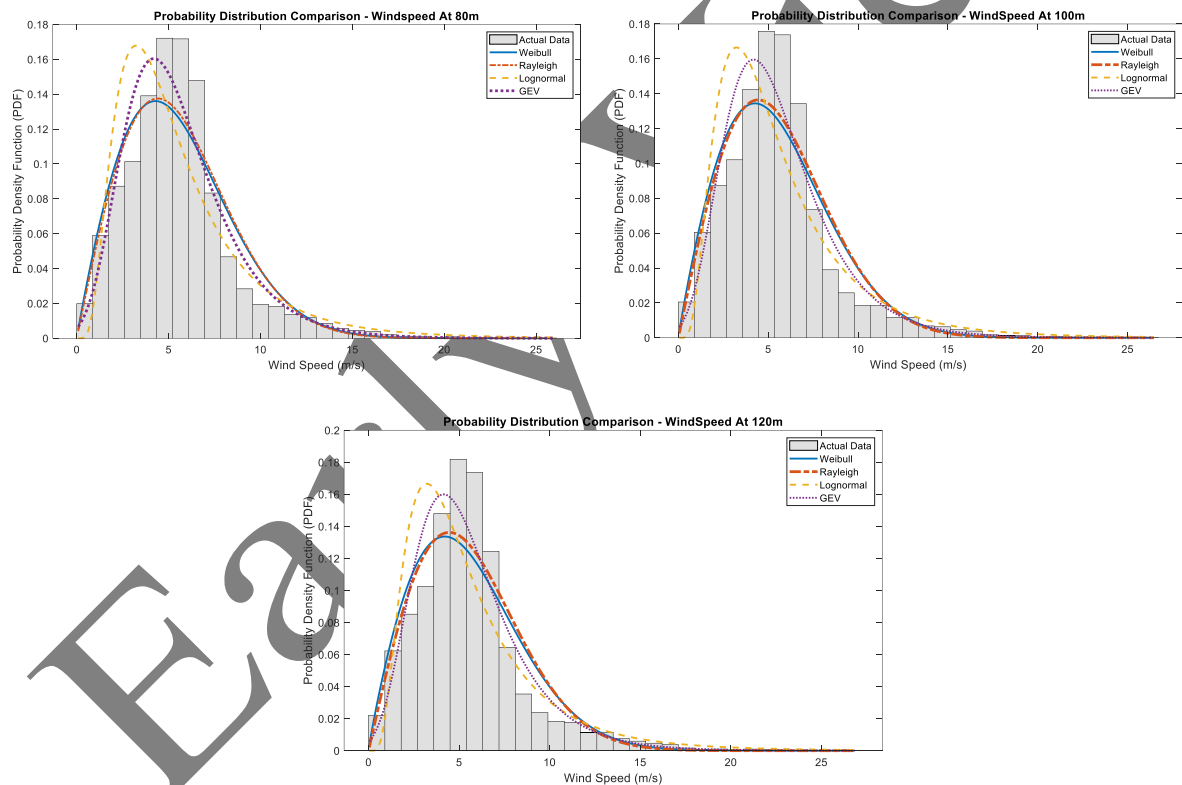 Probability Distribution Comparison - Windspeed At 80m
0.18
0.16
0.14
0.12
0.1
0.08
0.06
0.04
0.02
0
Probability Density Function (PDF)
Actual Data
Weibull
Rayleigh
Lognormal
GEV
0 5 10 15 20 25
Wind Speed (m/s)
Probability Distribution Comparison - WindSpeed At 100m
0.18
0.16
0.14
0.12
0.1
0.08
0.06
0.04
0.02
0
Probability Density Function (PDF)
Actual Data
Weibull
Rayleigh
Lognormal
GEV
0 5 10 15 20 25
Wind Speed (m/s)
Probability Distribution Comparison - WindSpeed At 120m
0.2
0.18
0.16
0.14
0.12
0.1
0.08
0.06
0.04
0.02
0
Probability Density Function (PDF)
Actual Data
Weibull
Rayleigh
Lognormal
GEV
0 5 10 15 20 25
Wind Speed (m/s)
Early